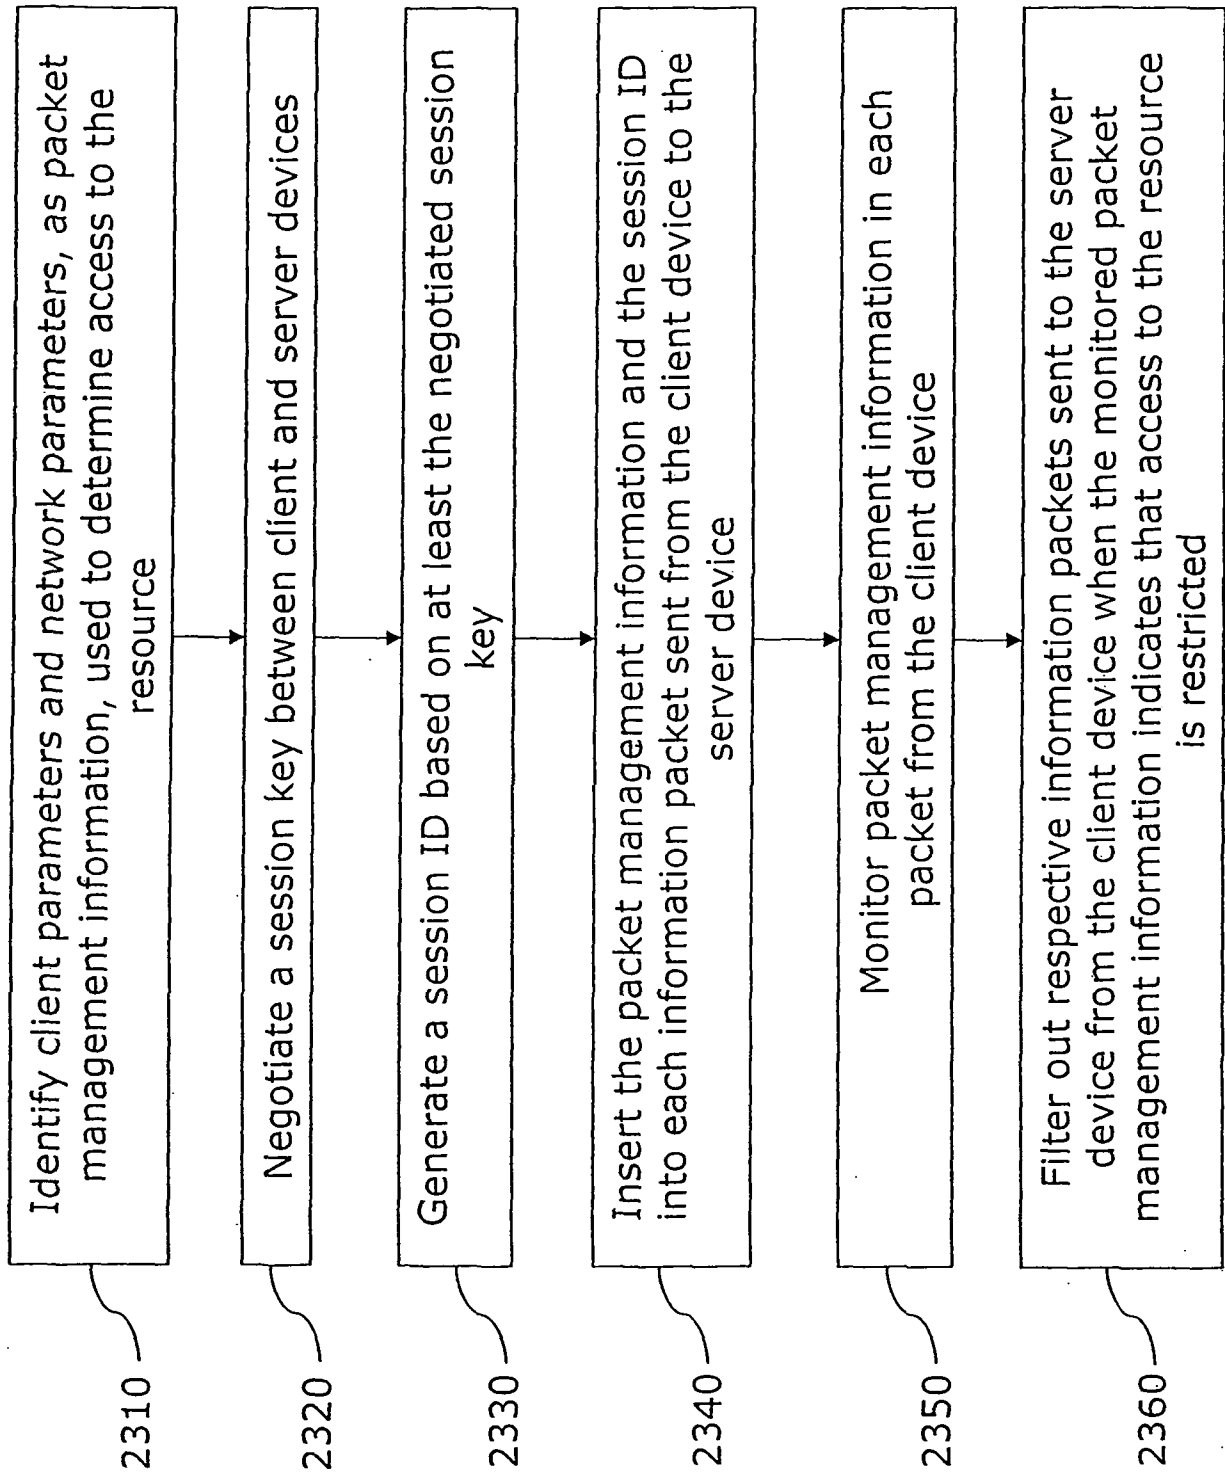 2310
Identify client parameters and network parameters, as packet
management information, used to determine access to the
resource
2320
Negotiate a session key between client and server devices
2330
Generate a session ID based on at least the negotiated session
key
2340
Insert the packet management information and the session ID
into each information packet sent from the client device to the
server device
2350
Monitor packet management information in each
packet from the client device
2360
Filter out respective information packets sent to the server
device from the client device when the monitored packet
management information indicates that access to the resource
is restricted